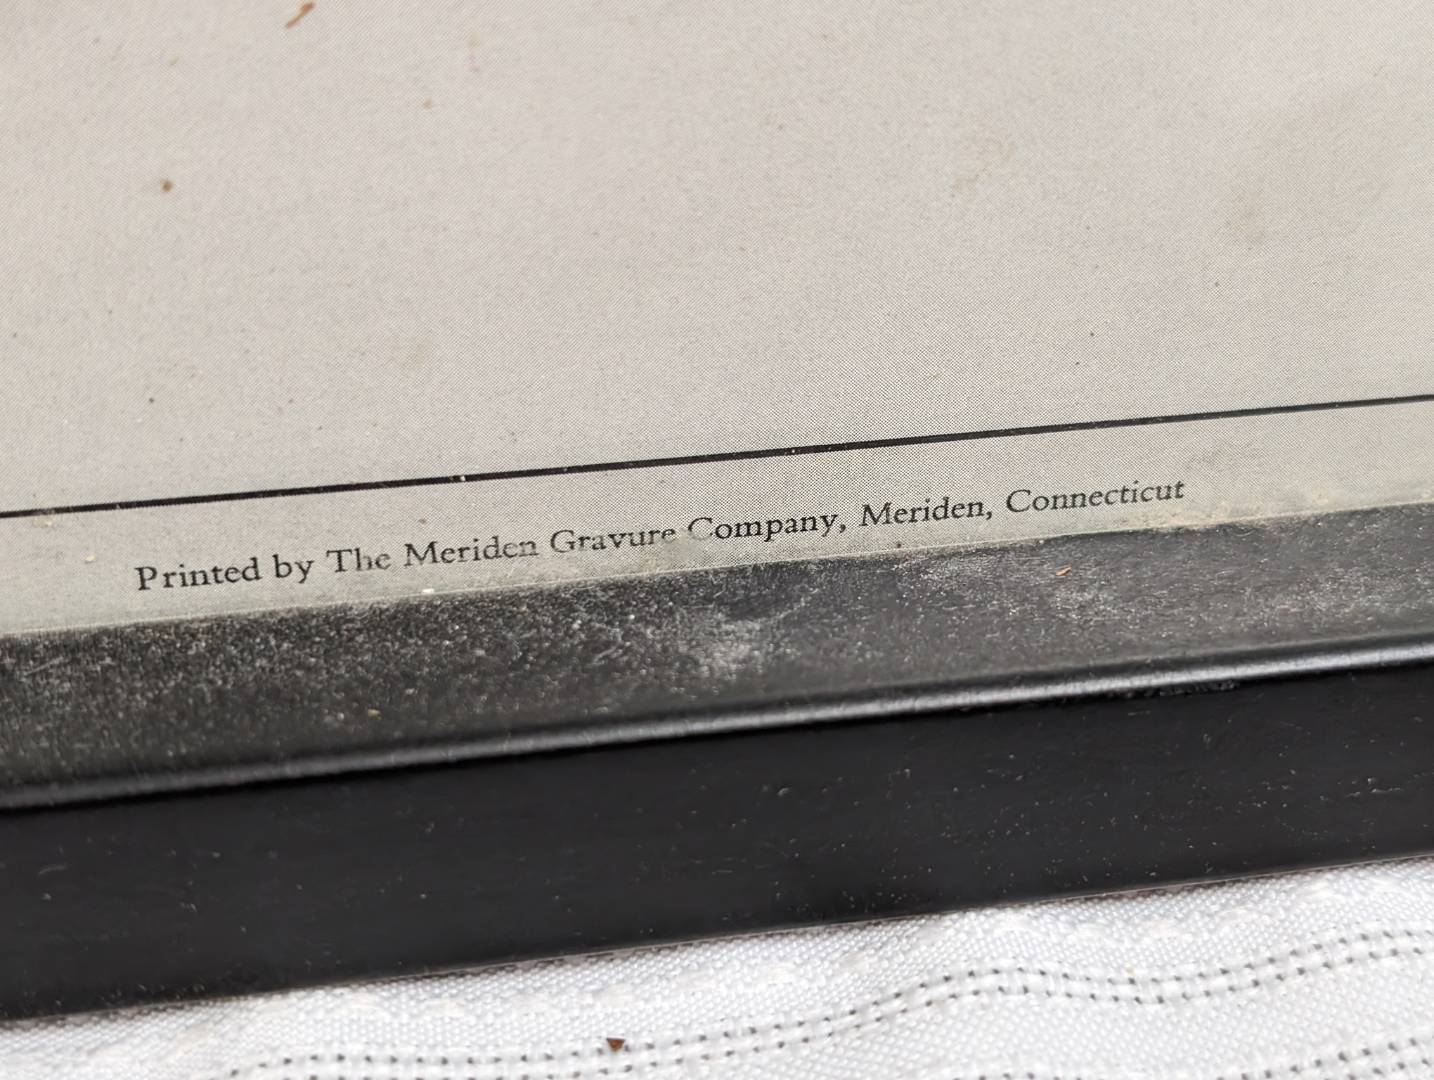 Printed by The Meriden Gravure Company, Meriden, Connecticut